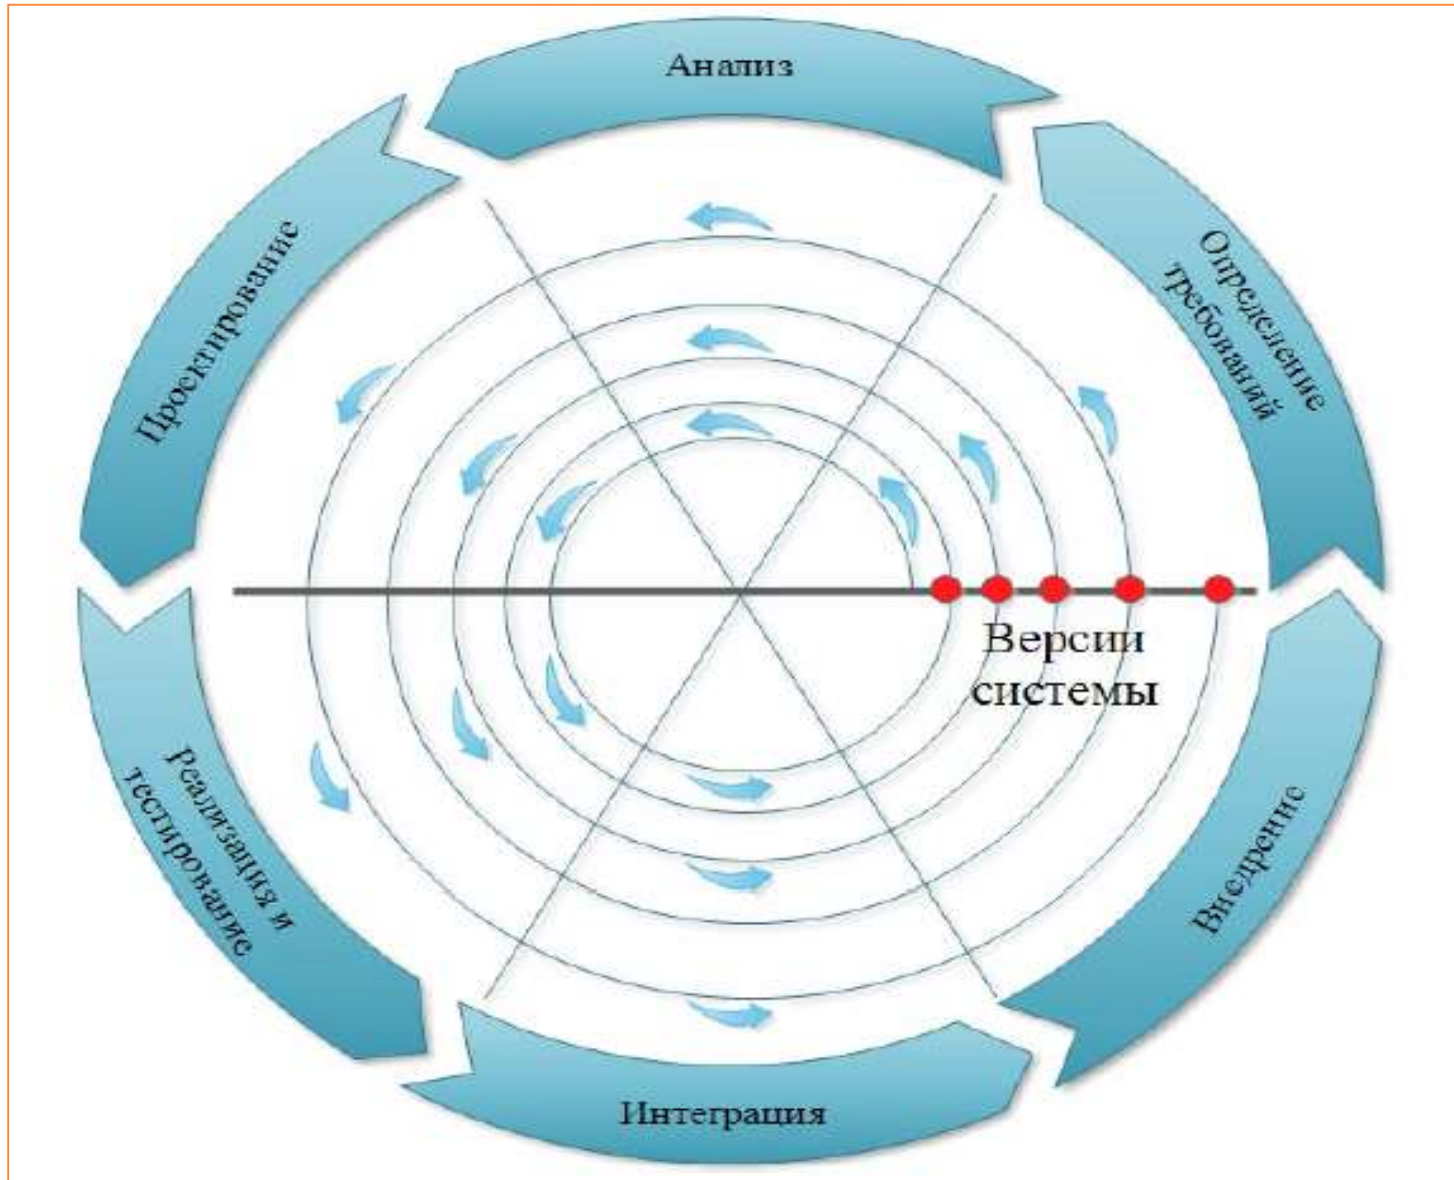 Анализ
Определение
требований
Проектирование
Версии
системы
Реализация и
тестирование
Внедрение
Интеграция